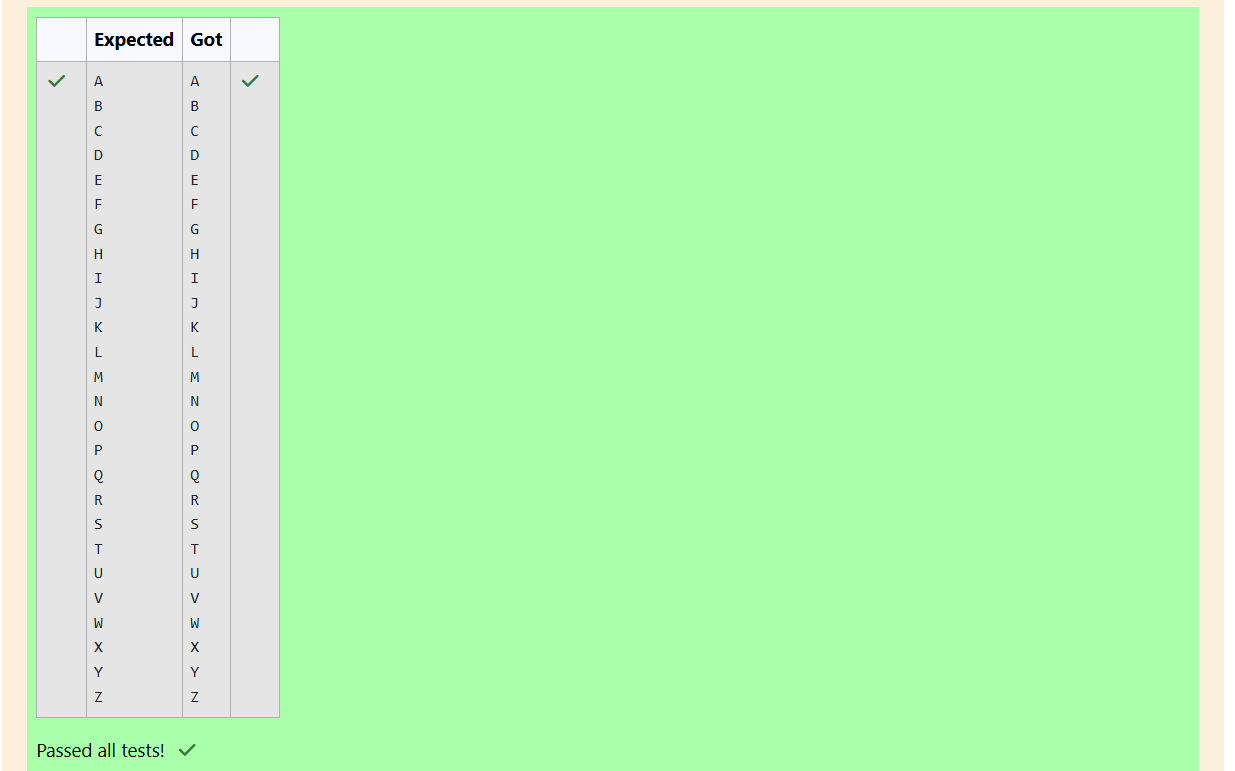 Expected Got
A A
B B
C C
D D
E E
F F
G G
H H
I I
J J
K K
L L
M M
N N
O O
P P
Q Q
R R
S S
T T
U U
V V
W W
X X
Y Y
Z Z
Passed all tests!